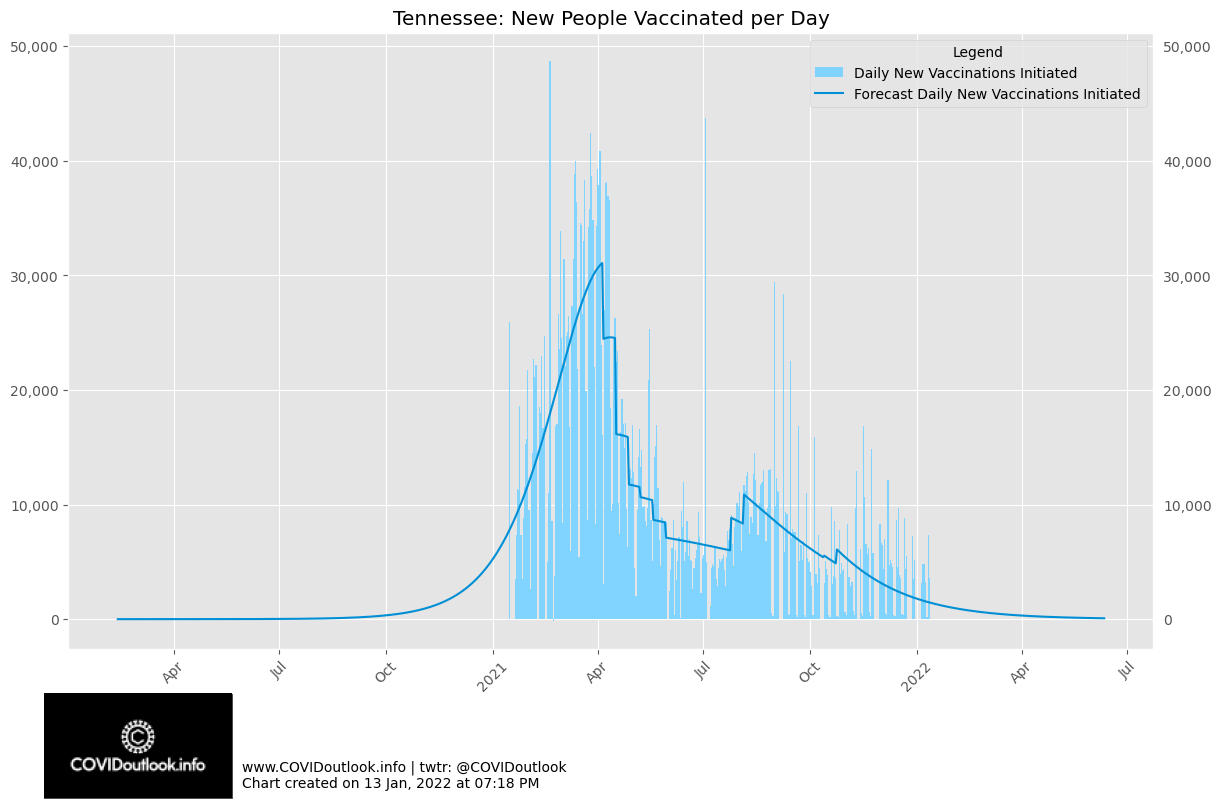 Tennessee: New People Vaccinated per Day
50,000
40,000
30,000
20,000
10,000
0
Legend
Daily New Vaccinations Initiated
Forecast Daily New Vaccinations Initiated
50,000
40,000
30,000
20,000
10,000
0
Apr
Jul
Oct
2021
Apr
Jul
Oct
2022
Apr
Jul
C
COVIDoutlook.info
www.COVIDoutlook.info | twtr: @COVIDoutlook
Chart created on 13 Jan, 2022 at 07:18 PM